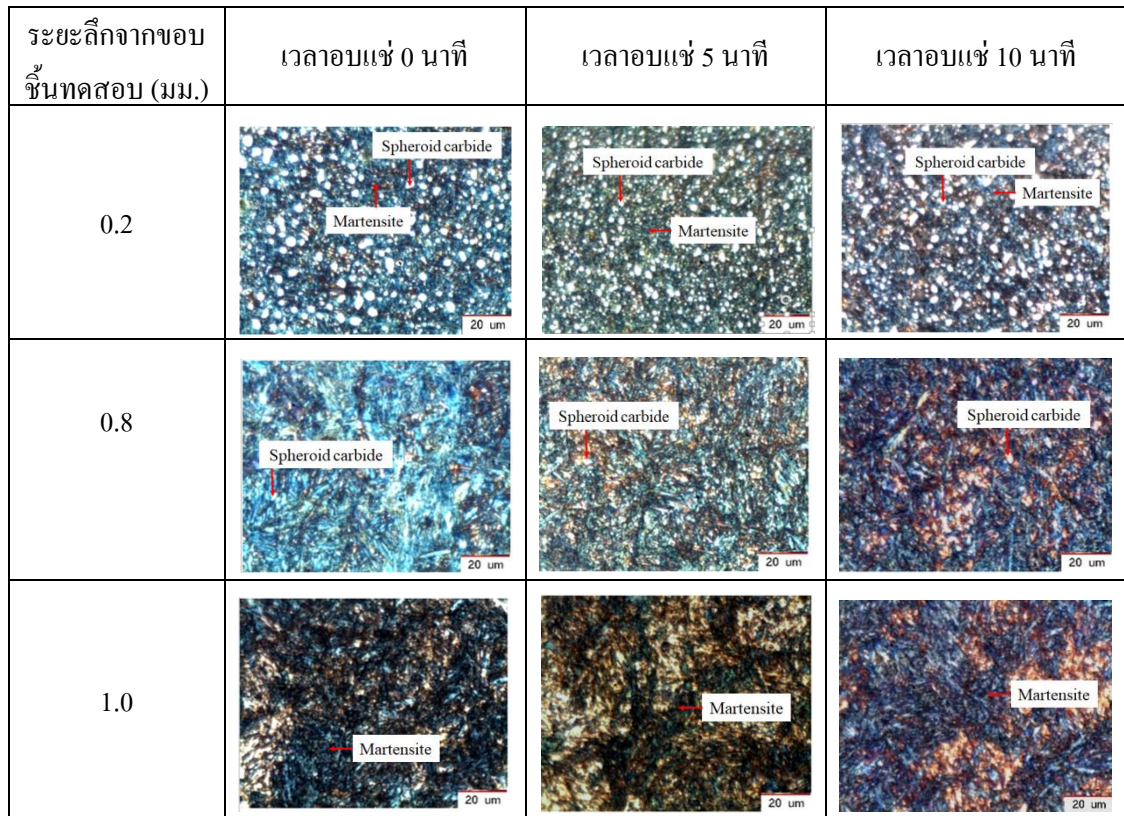 ระยะลึกจากขอบ
ชิ้นทดสอบ (มม.)
เวลาอบแช่ 0 นาที
เวลาอบแช่ 5 นาที
เวลาอบแช่ 10 นาที
0.2
Spheroid carbide
Martensite
20 um
Spheroid carbide
Martensite
20 um
Spheroid carbide
Martensite
20 um
0.8
Spheroid carbide
20 um
Spheroid carbide
20 um
Spheroid carbide
20 um
1.0
Martensite
20 um
Martensite
20 um
Martensite
20 um